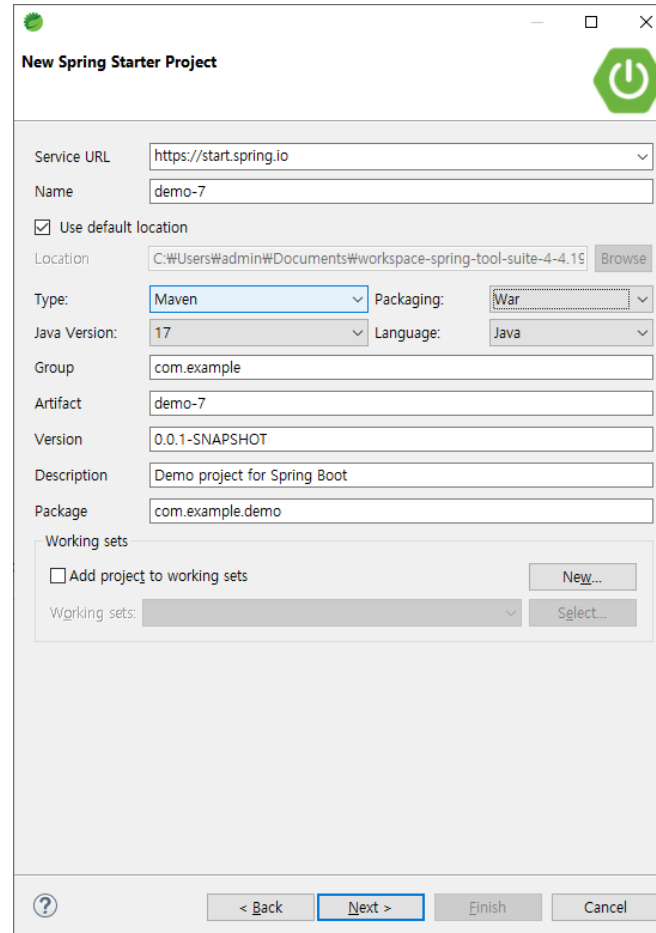 New Spring Starter Project
Service URL https://start.spring.io
Name demo-7
Use default location
Location C:₩Users₩admin₩Documents₩workspace-spring-tool-suite-4-4.19 Browse
Type: Maven Packaging: War
Java Version: 17 Language: Java
Group com.example
Artifact demo-7
Version 0.0.1-SNAPSHOT
Description Demo project for Spring Boot
Package com.example.demo
Working sets
Add project to working sets New...
Working sets: Select...
? < Back Next > Finish Cancel